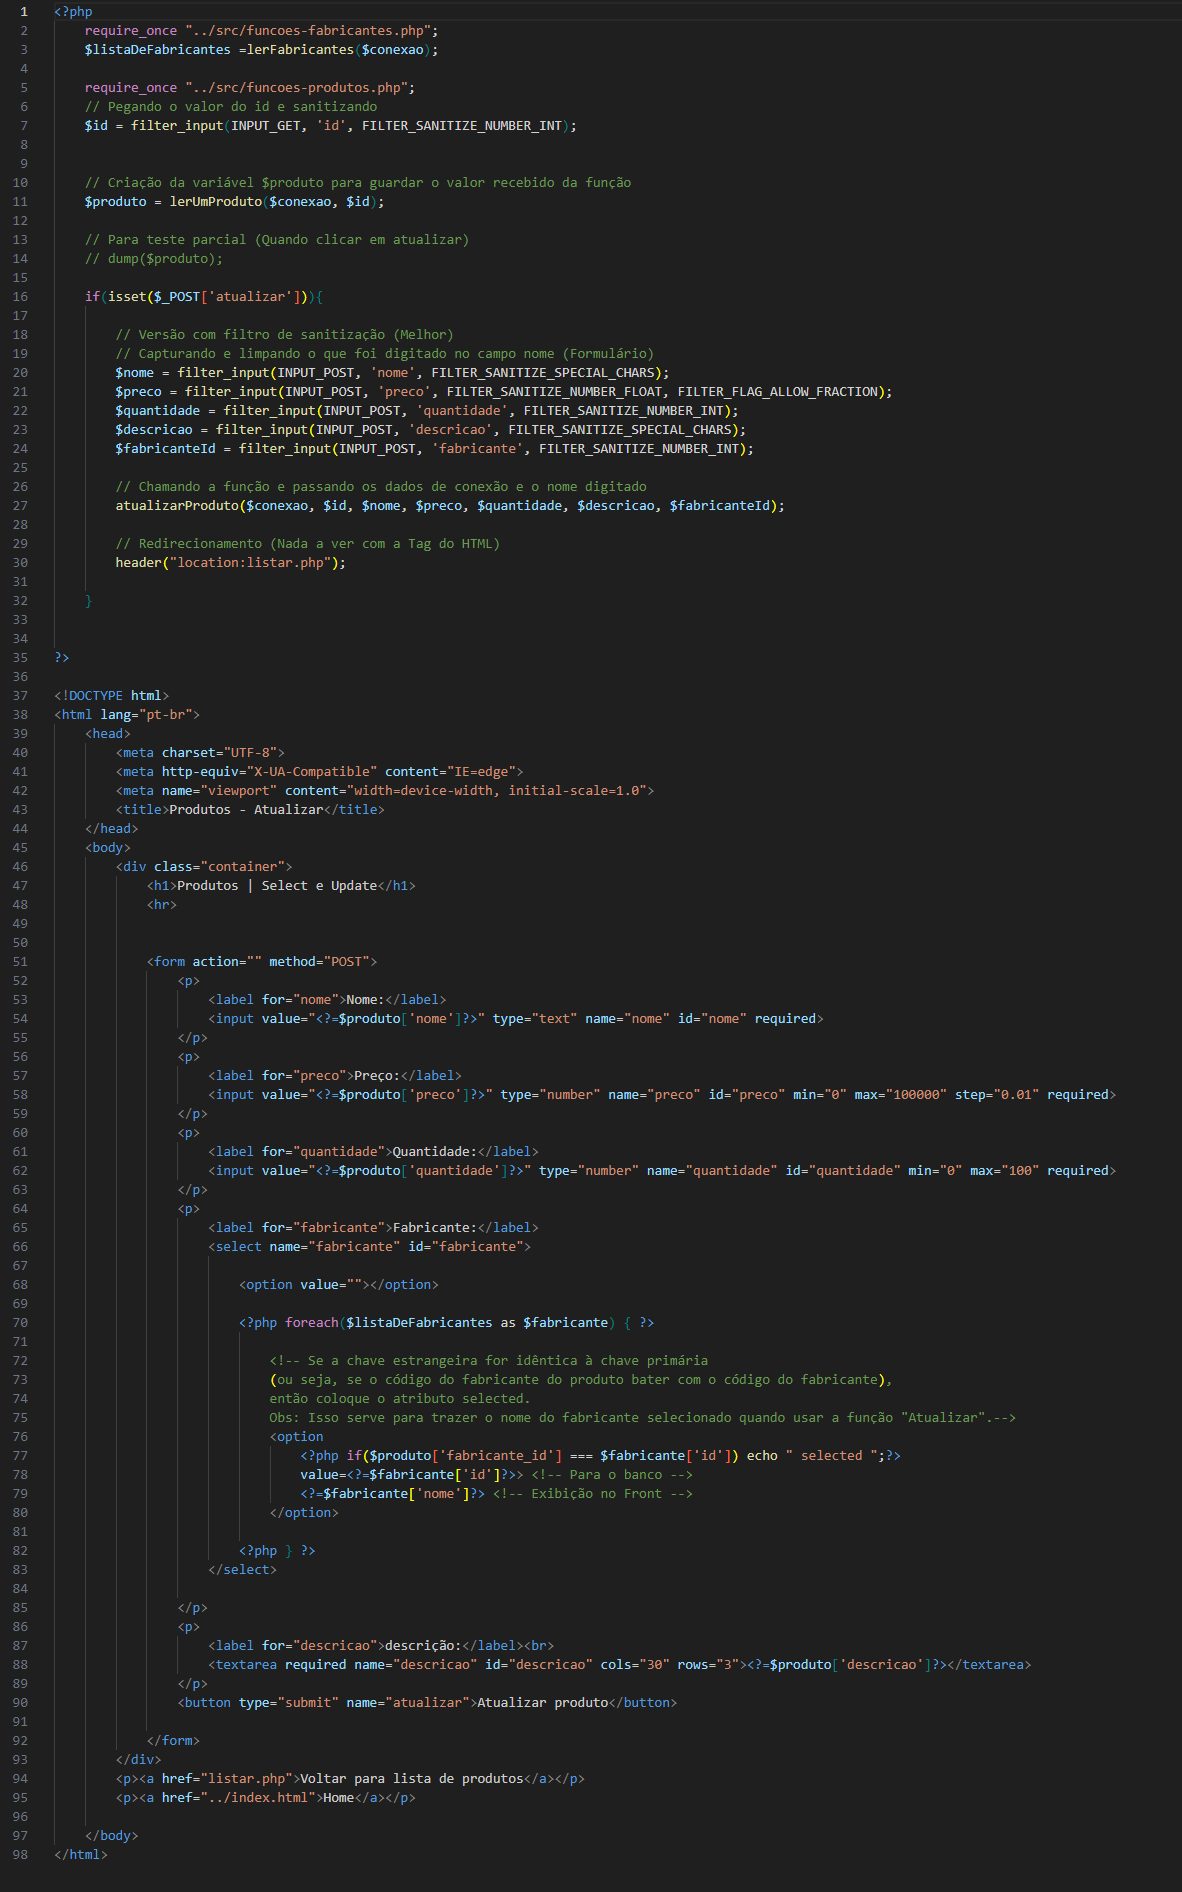 1 <?php
2 require_once "../src/funcoes-fabricantes.php";
3 $listaDeFabricantes =lerFabricantes($conexao);
4
5 require_once "../src/funcoes-produtos.php";
6 // Pegando o valor do id e sanitizando
7 $id = filter_input(INPUT_GET, 'id', FILTER_SANITIZE_NUMBER_INT);
8
9
10 // Criação da variável $produto para guardar o valor recebido da função
11 $produto = lerUmProduto($conexao, $id);
12
13 // Para teste parcial (Quando clicar em atualizar)
14 // dump($produto);
15
16 if(isset($_POST['atualizar'])){
17
18 // Versão com filtro de sanitização (Melhor)
19 // Capturando e limpando o que foi digitado no campo nome (Formulário)
20 $nome = filter_input(INPUT_POST, 'nome', FILTER_SANITIZE_SPECIAL_CHARS);
21 $preco = filter_input(INPUT_POST, 'preco', FILTER_SANITIZE_NUMBER_FLOAT, FILTER_FLAG_ALLOW_FRACTION);
22 $quantidade = filter_input(INPUT_POST, 'quantidade', FILTER_SANITIZE_NUMBER_INT);
23 $descricao = filter_input(INPUT_POST, 'descricao', FILTER_SANITIZE_SPECIAL_CHARS);
24 $fabricanteId = filter_input(INPUT_POST, 'fabricante', FILTER_SANITIZE_NUMBER_INT);
25
26 // Chamando a função e passando os dados de conexão e o nome digitado
27 atualizarProduto($conexao, $id, $nome, $preco, $quantidade, $descricao, $fabricanteId);
28
29 // Redirecionamento (Nada a ver com a Tag do HTML)
30 header("location:listar.php");
31
32 }
33
34
35 ?>
36
37 <!DOCTYPE html>
38 <html lang="pt-br">
39 <head>
40 <meta charset="UTF-8">
41 <meta http-equiv="X-UA-Compatible" content="IE=edge">
42 <meta name="viewport" content="width=device-width, initial-scale=1.0">
43 <title>Produtos - Atualizar</title>
44 </head>
45 <body>
46 <div class="container">
47 <h1>Produtos | Select e Update</h1>
48 <hr>
49
50
51 <form action="" method="POST">
52 <p>
53 <label for="nome">Nome:</label>
54 <input value="<?=$produto['nome']?>" type="text" name="nome" id="nome" required>
55 </p>
56 <p>
57 <label for="preco">Preço:</label>
58 <input value="<?=$produto['preco']?>" type="number" name="preco" id="preco" min="0" max="100000" step="0.01" required>
59 </p>
60 <p>
61 <label for="quantidade">Quantidade:</label>
62 <input value="<?=$produto['quantidade']?>" type="number" name="quantidade" id="quantidade" min="0" max="100" required>
63 </p>
64 <p>
65 <label for="fabricante">Fabricante:</label>
66 <select name="fabricante" id="fabricante">
67
68 <option value=""></option>
69
70 <?php foreach($listaDeFabricantes as $fabricante) { ?>
71
72 <!-- Se a chave estrangeira for idêntica à chave primária
73 (ou seja, se o código do fabricante do produto bater com o código do fabricante),
74 então coloque o atributo selected.
75 Obs: Isso serve para trazer o nome do fabricante selecionado quando usar a função "Atualizar".-->
76 <option
77 <?php if($produto['fabricante_id'] === $fabricante['id']) echo " selected ";?>
78 value=<?=$fabricante['id']?>> <!-- Para o banco -->
79 <?=$fabricante['nome']?> <!-- Exibição no Front -->
80 </option>
81
82 <?php } ?>
83 </select>
84
85 </p>
86 <p>
87 <label for="descricao">descrição:</label><br>
88 <textarea required name="descricao" id="descricao" cols="30" rows="3"><?=$produto['descricao']?></textarea>
89 </p>
90 <button type="submit" name="atualizar">Atualizar produto</button>
91
92 </form>
93 </div>
94 <p><a href="listar.php">Voltar para lista de produtos</a></p>
95 <p><a href="../index.html">Home</a></p>
96
97 </body>
98 </html>